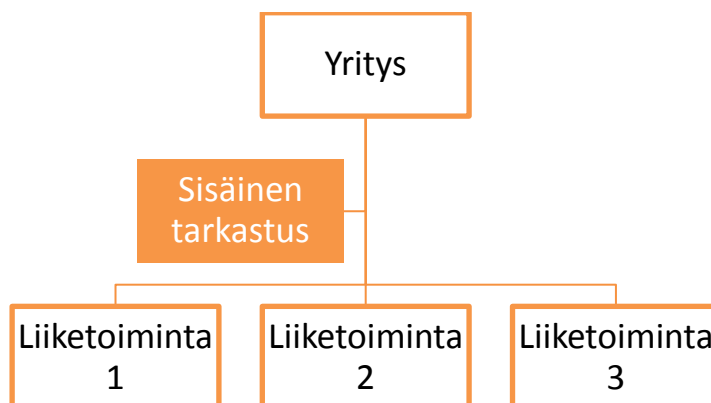 Yritys
Sisäinen
tarkastus
Liiketoiminta
1
Liiketoiminta
2
Liiketoiminta
3